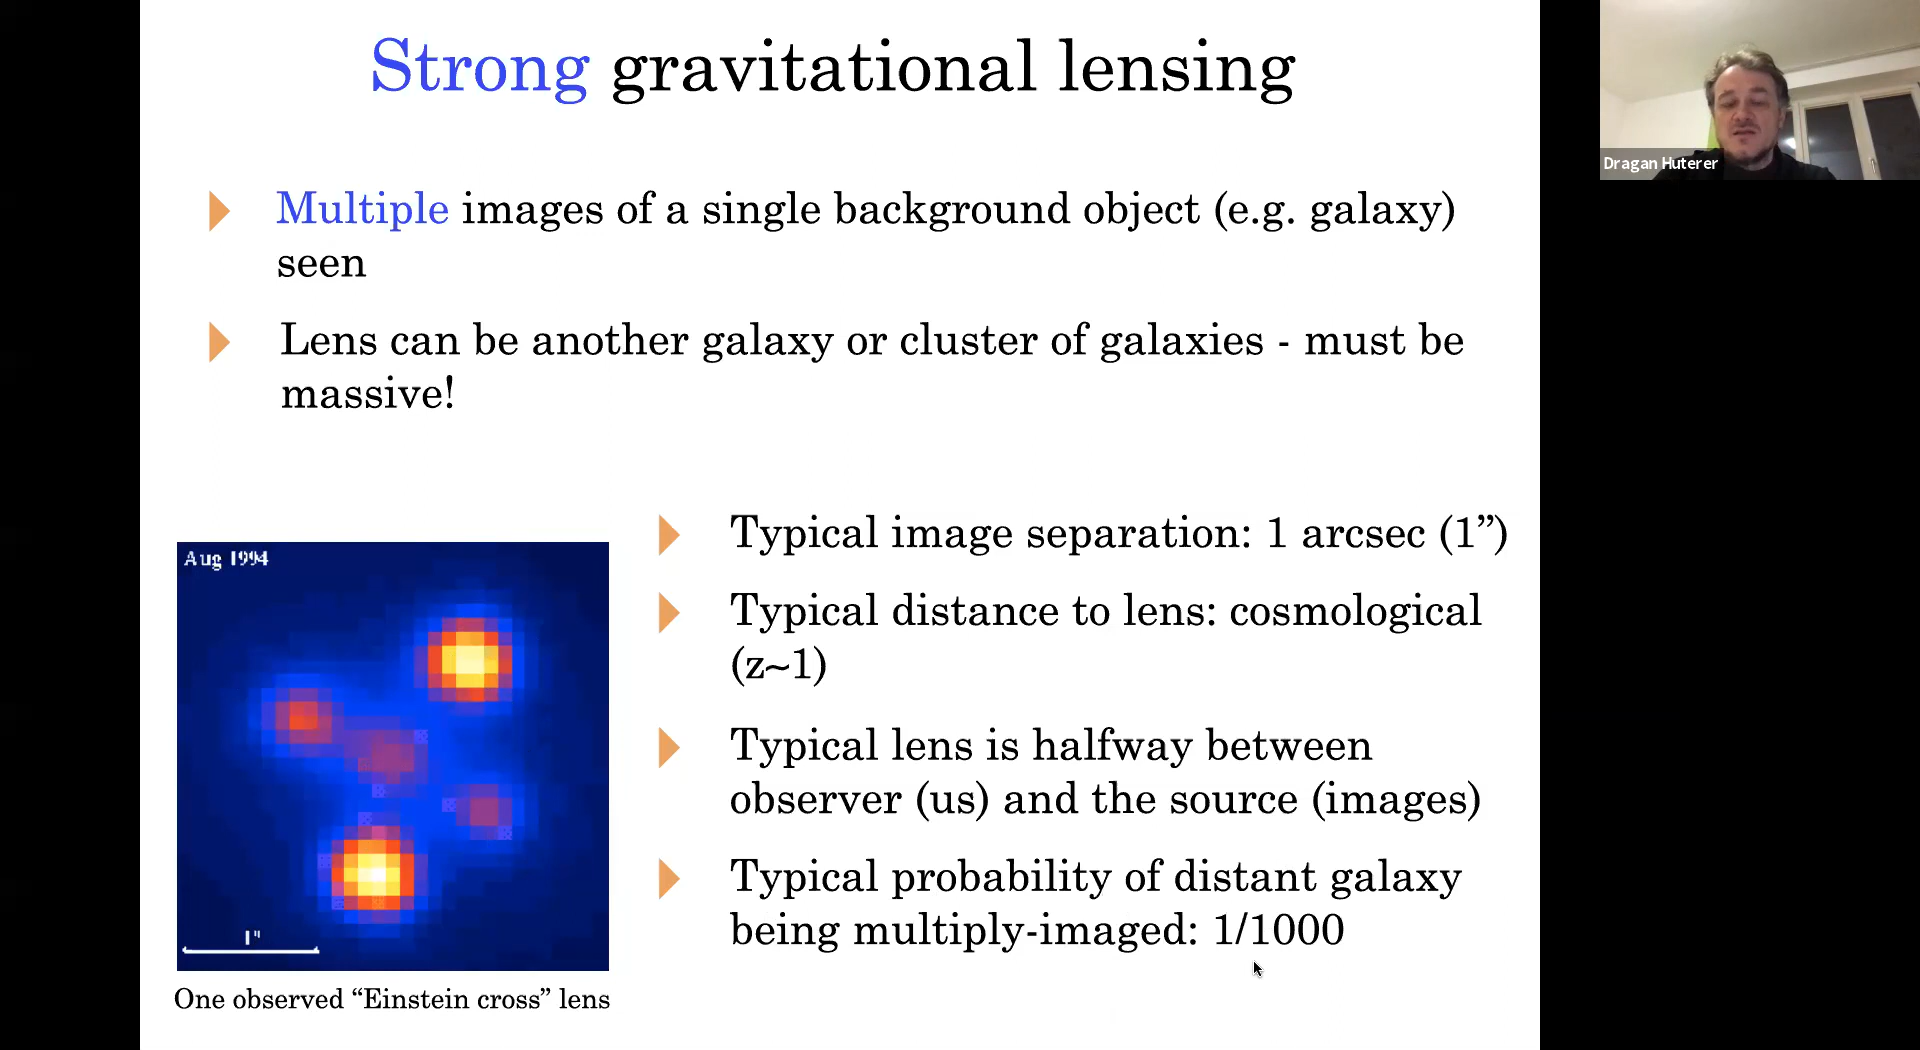 Strong gravitational lensing
Dragan Huterer
Multiple images of a single background object (e.g. galaxy)
seen
Lens can be another galaxy or cluster of galaxies - must be
massive!
Aug 1994
1"
One observed “Einstein cross” lens
Typical image separation: 1 arcsec (1”)
Typical distance to lens: cosmological
(z~1)
Typical lens is halfway between
observer (us) and the source (images)
Typical probability of distant galaxy
being multiply-imaged: 1/1000